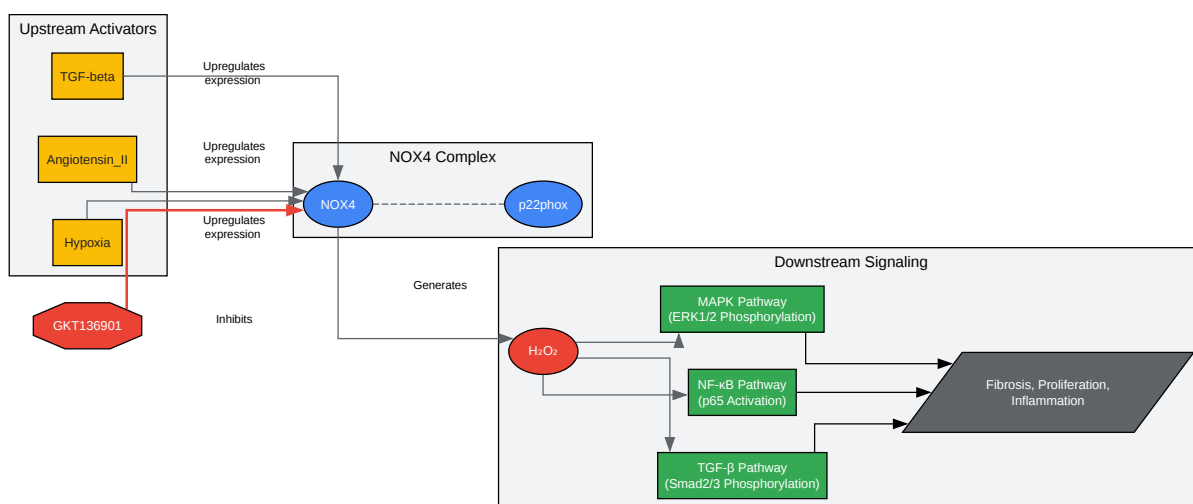 Upstream Activators
TGF-beta
Upregulates
expression
Angiotensin_II
Upregulates
expression
NOX4 Complex
NOX4
p22phox
Hypoxia
Upregulates
expression
GKT136901
Inhibits
Generates
Downstream Signaling
H₂O₂
MAPK Pathway
(ERK1/2 Phosphorylation)
NF-κB Pathway
(p65 Activation)
TGF-β Pathway
(Smad2/3 Phosphorylation)
Fibrosis, Proliferation,
Inflammation